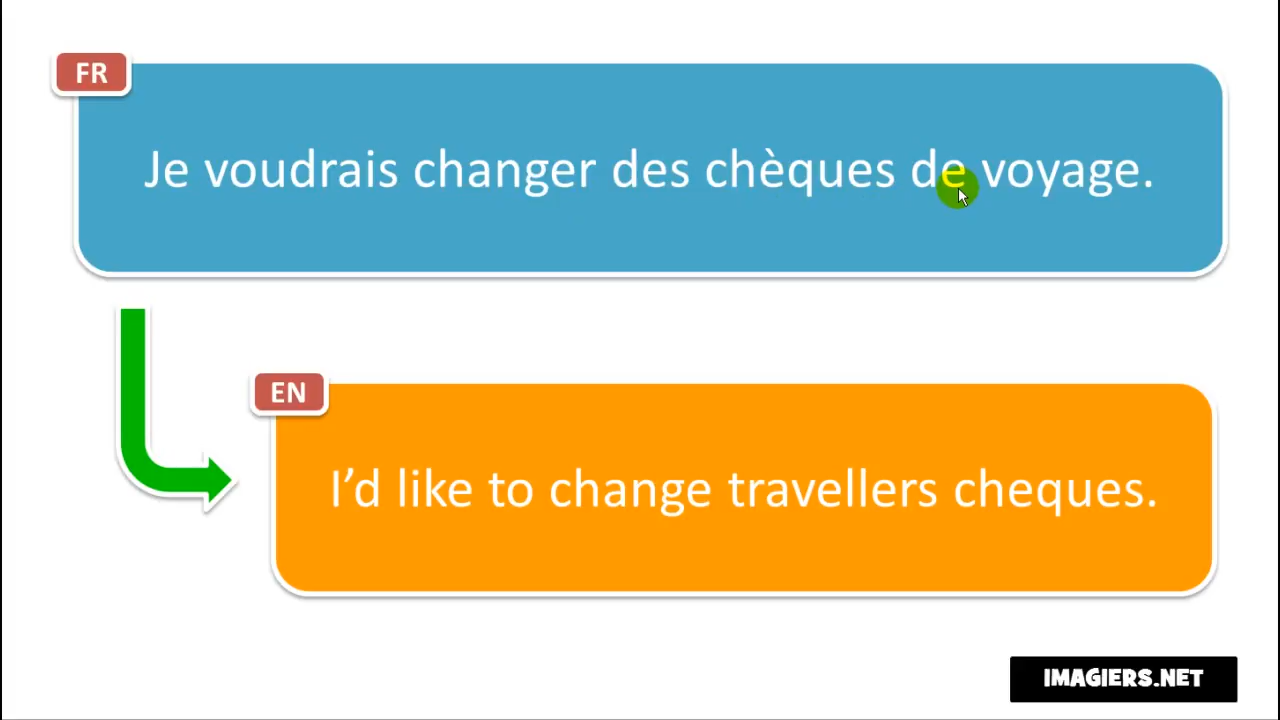 FR
Je voudrais changer des chèques de voyage.
EN
I’d like to change travellers cheques.
IMAGIERS.NET